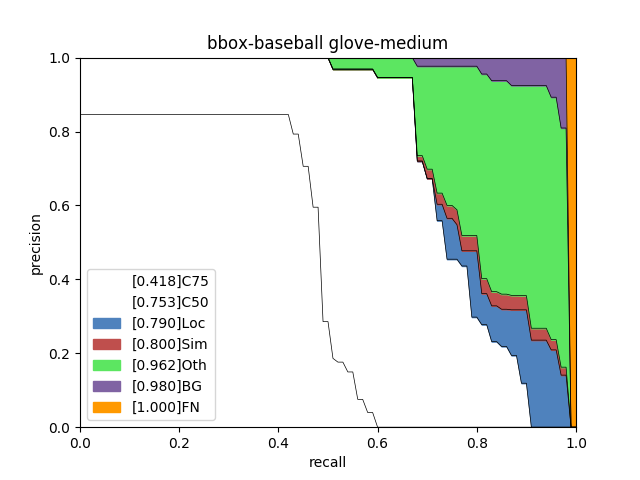 bbox-baseball glove-medium
precision
1.0
0.8
0.6
0.4
0.2
0.0
[0.418]C75
[0.753]C50
[0.790]Loc
[0.800]Sim
[0.962]Oth
[0.980]BG
[1.000]FN
0.0 0.2 0.4 0.6 0.8 1.0
recall